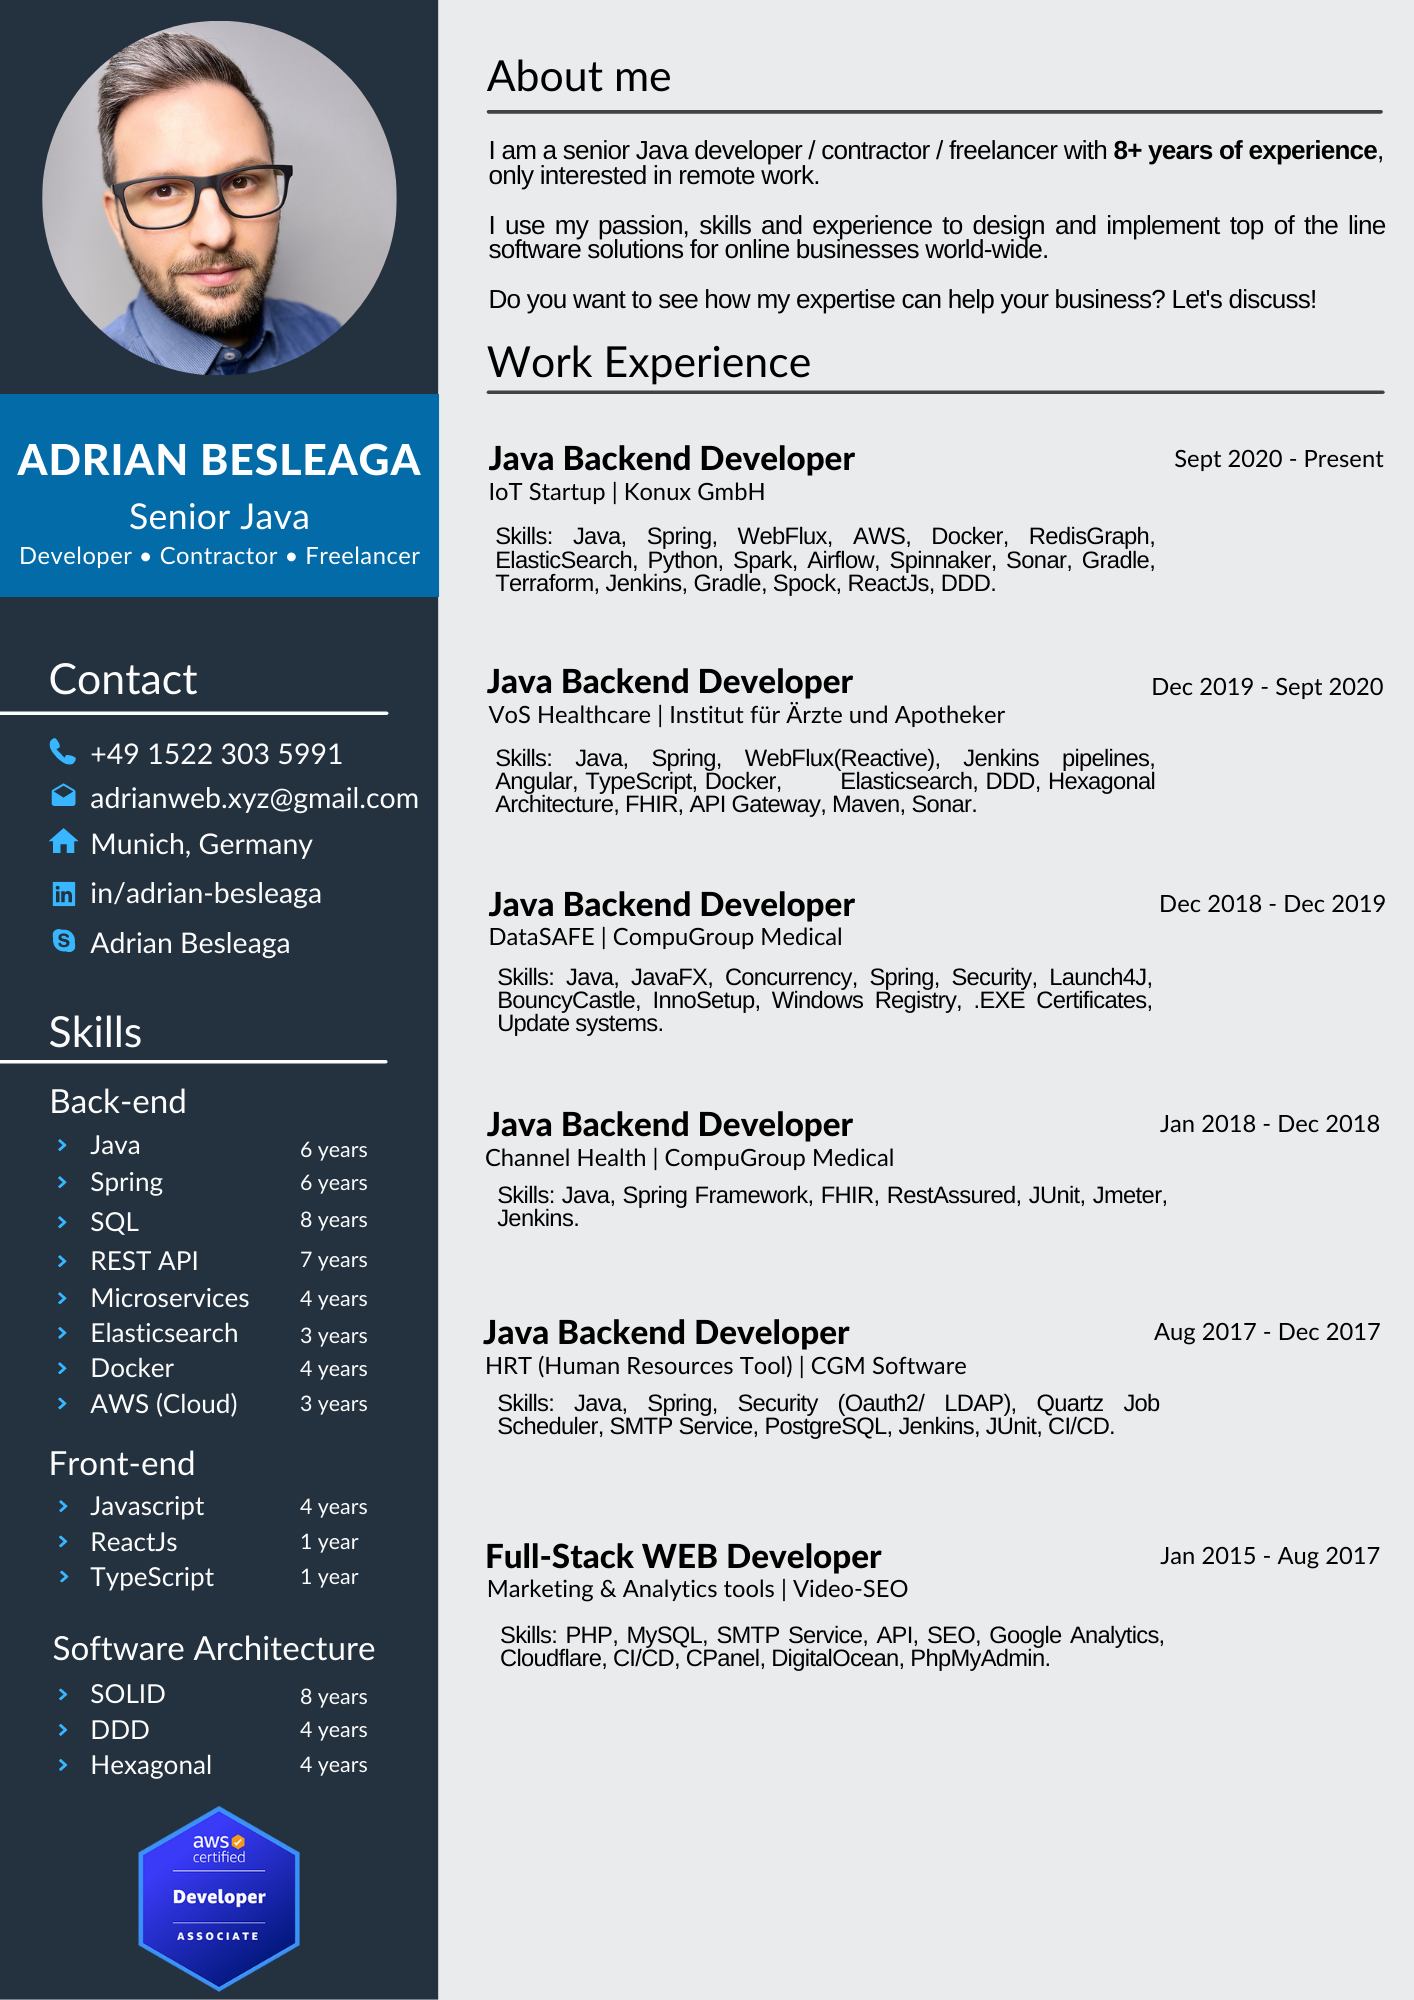 ADRIAN BESLEAGA
Senior Java
Developer • Contractor • Freelancer
Contact
+49 1522 303 5991
adrianweb.xyz@gmail.com
Munich, Germany
in/adrian-besleaga
Adrian Besleaga
Skills
Back-end
Java 6 years
Spring 6 years
SQL 8 years
REST API 7 years
Microservices 4 years
Elasticsearch 3 years
Docker 4 years
AWS (Cloud) 3 years
Front-end
Javascript 4 years
ReactJs 1 year
TypeScript 1 year
Software Architecture
SOLID 8 years
DDD 4 years
Hexagonal 4 years
aws
certified
Developer
ASSOCIATE
About me
I am a senior Java developer / contractor / freelancer with 8+ years of experience,
only interested in remote work.
I use my passion, skills and experience to design and implement top of the line
software solutions for online businesses world-wide.
Do you want to see how my expertise can help your business? Let's discuss!
Work Experience
Java Backend Developer Sept 2020 - Present
IoT Startup | Konux GmbH
Skills: Java, Spring, WebFlux, AWS, Docker, RedisGraph,
ElasticSearch, Python, Spark, Airflow, Spinnaker, Sonar, Gradle,
Terraform, Jenkins, Gradle, Spock, ReactJs, DDD.
Java Backend Developer Dec 2019 - Sept 2020
VoS Healthcare | Institut für Ärzte und Apotheker
Skills: Java, Spring, WebFlux(Reactive), Jenkins pipelines,
Angular, TypeScript, Docker, Elasticsearch, DDD, Hexagonal
Architecture, FHIR, API Gateway, Maven, Sonar.
Java Backend Developer Dec 2018 - Dec 2019
DataSAFE | CompuGroup Medical
Skills: Java, JavaFX, Concurrency, Spring, Security, Launch4J,
BouncyCastle, InnoSetup, Windows Registry, .EXE Certificates,
Update systems.
Java Backend Developer Jan 2018 - Dec 2018
Channel Health | CompuGroup Medical
Skills: Java, Spring Framework, FHIR, RestAssured, JUnit, Jmeter,
Jenkins.
Java Backend Developer Aug 2017 - Dec 2017
HRT (Human Resources Tool) | CGM Software
Skills: Java, Spring, Security (Oauth2/ LDAP), Quartz Job
Scheduler, SMTP Service, PostgreSQL, Jenkins, JUnit, CI/CD.
Full-Stack WEB Developer Jan 2015 - Aug 2017
Marketing & Analytics tools | Video-SEO
Skills: PHP, MySQL, SMTP Service, API, SEO, Google Analytics,
Cloudflare, CI/CD, CPanel, DigitalOcean, PhpMyAdmin.